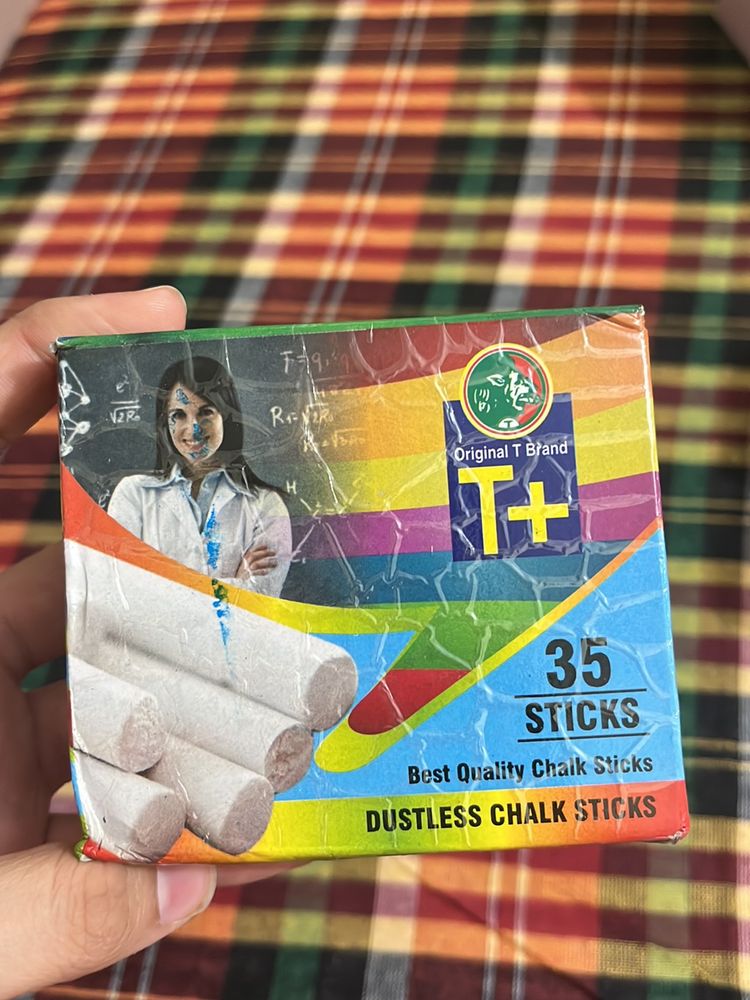 Original T Brand
T+
35
STICKS
Best Quality Chalk Sticks
DUSTLESS CHALK STICKS